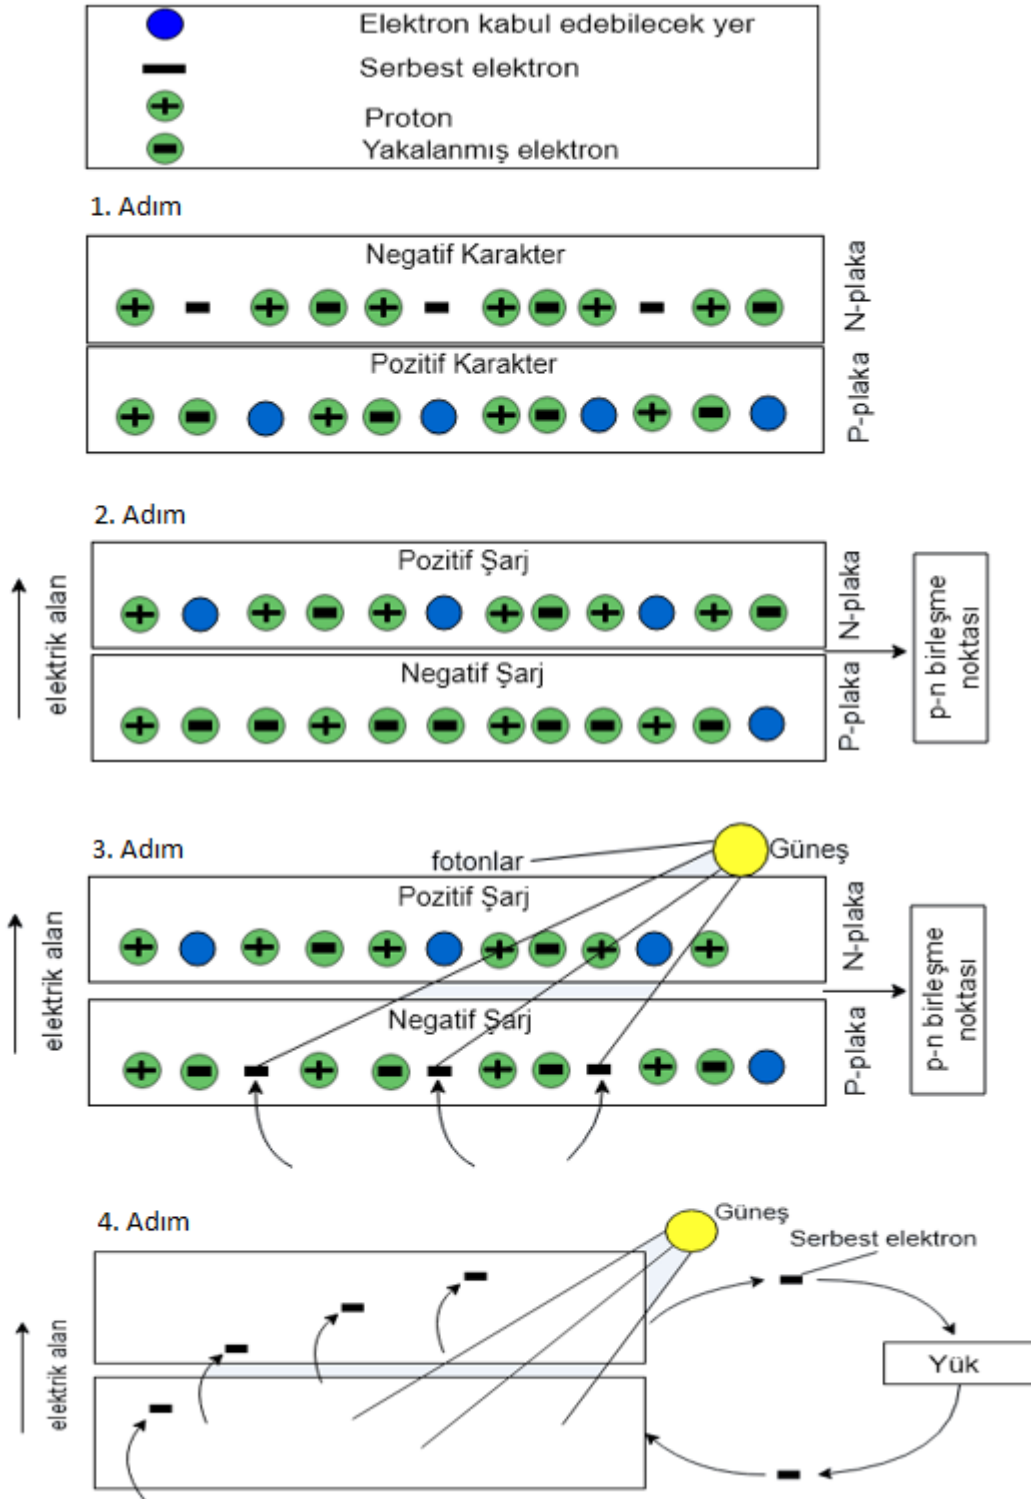 Elektron kabul edebilecek yer
Serbest elektron
Proton
Yakalanmış elektron
1. Adım
Negatif Karakter
N-plaka
Pozitif Karakter
P-plaka
2. Adım
elektrik alan
Pozitif Şarj
N-plaka
Negatif Şarj
P-plaka
p-n birleşme
noktası
3. Adım
fotonlar
Güneş
elektrik alan
Pozitif Şarj
N-plaka
Negatif Şarj
P-plaka
p-n birleşme
noktası
4. Adım
Güneş
Serbest elektron
elektrik alan
Yük